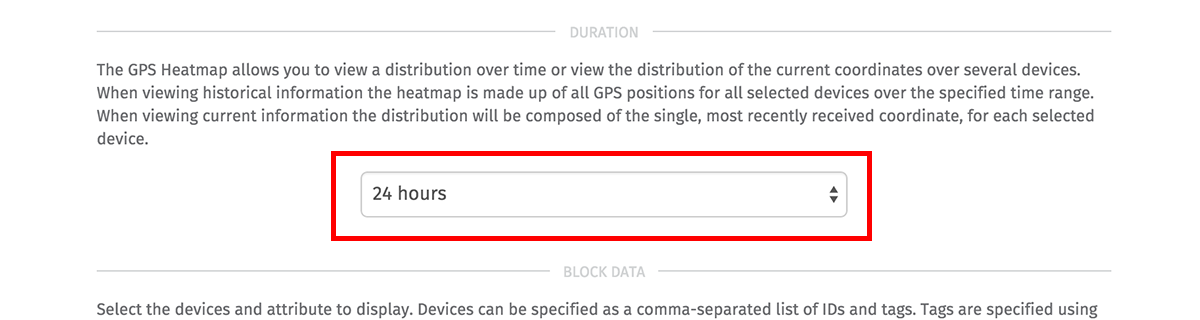 DURATION
The GPS Heatmap allows you to view a distribution over time or view the distribution of the current coordinates over several devices.
When viewing historical information the heatmap is made up of all GPS positions for all selected devices over the specified time range.
When viewing current information the distribution will be composed of the single, most recently received coordinate, for each selected
device.
24 hours
BLOCK DATA
Select the devices and attribute to display. Devices can be specified as a comma-separated list of IDs and tags. Tags are specified using